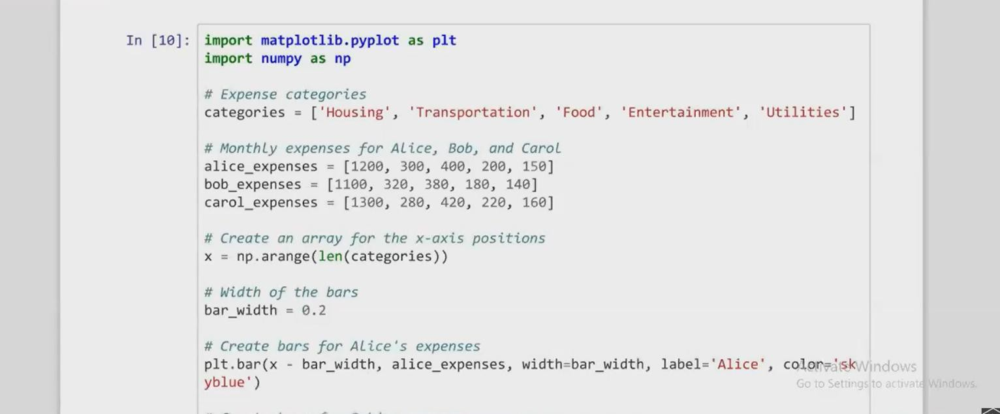 In [10]: import matplotlib.pyplot as plt
import numpy as np
# Expense categories
categories = ['Housing', 'Transportation', 'Food', 'Entertainment', 'Utilities']
# Monthly expenses for Alice, Bob, and Carol
alice_expenses = [1200, 300, 400, 200, 150]
bob_expenses = [1100, 320, 380, 180, 140]
carol_expenses = [1300, 280, 420, 220, 160]
# Create an array for the x-axis positions
x = np.arange(len(categories))
# Width of the bars
bar_width = 0.2
# Create bars for Alice's expenses
plt.bar(x - bar_width, alice_expenses, width=bar_width, label='Alice', color='sk
yblue')
Activate Windows
Go to Settings to activate Windows.